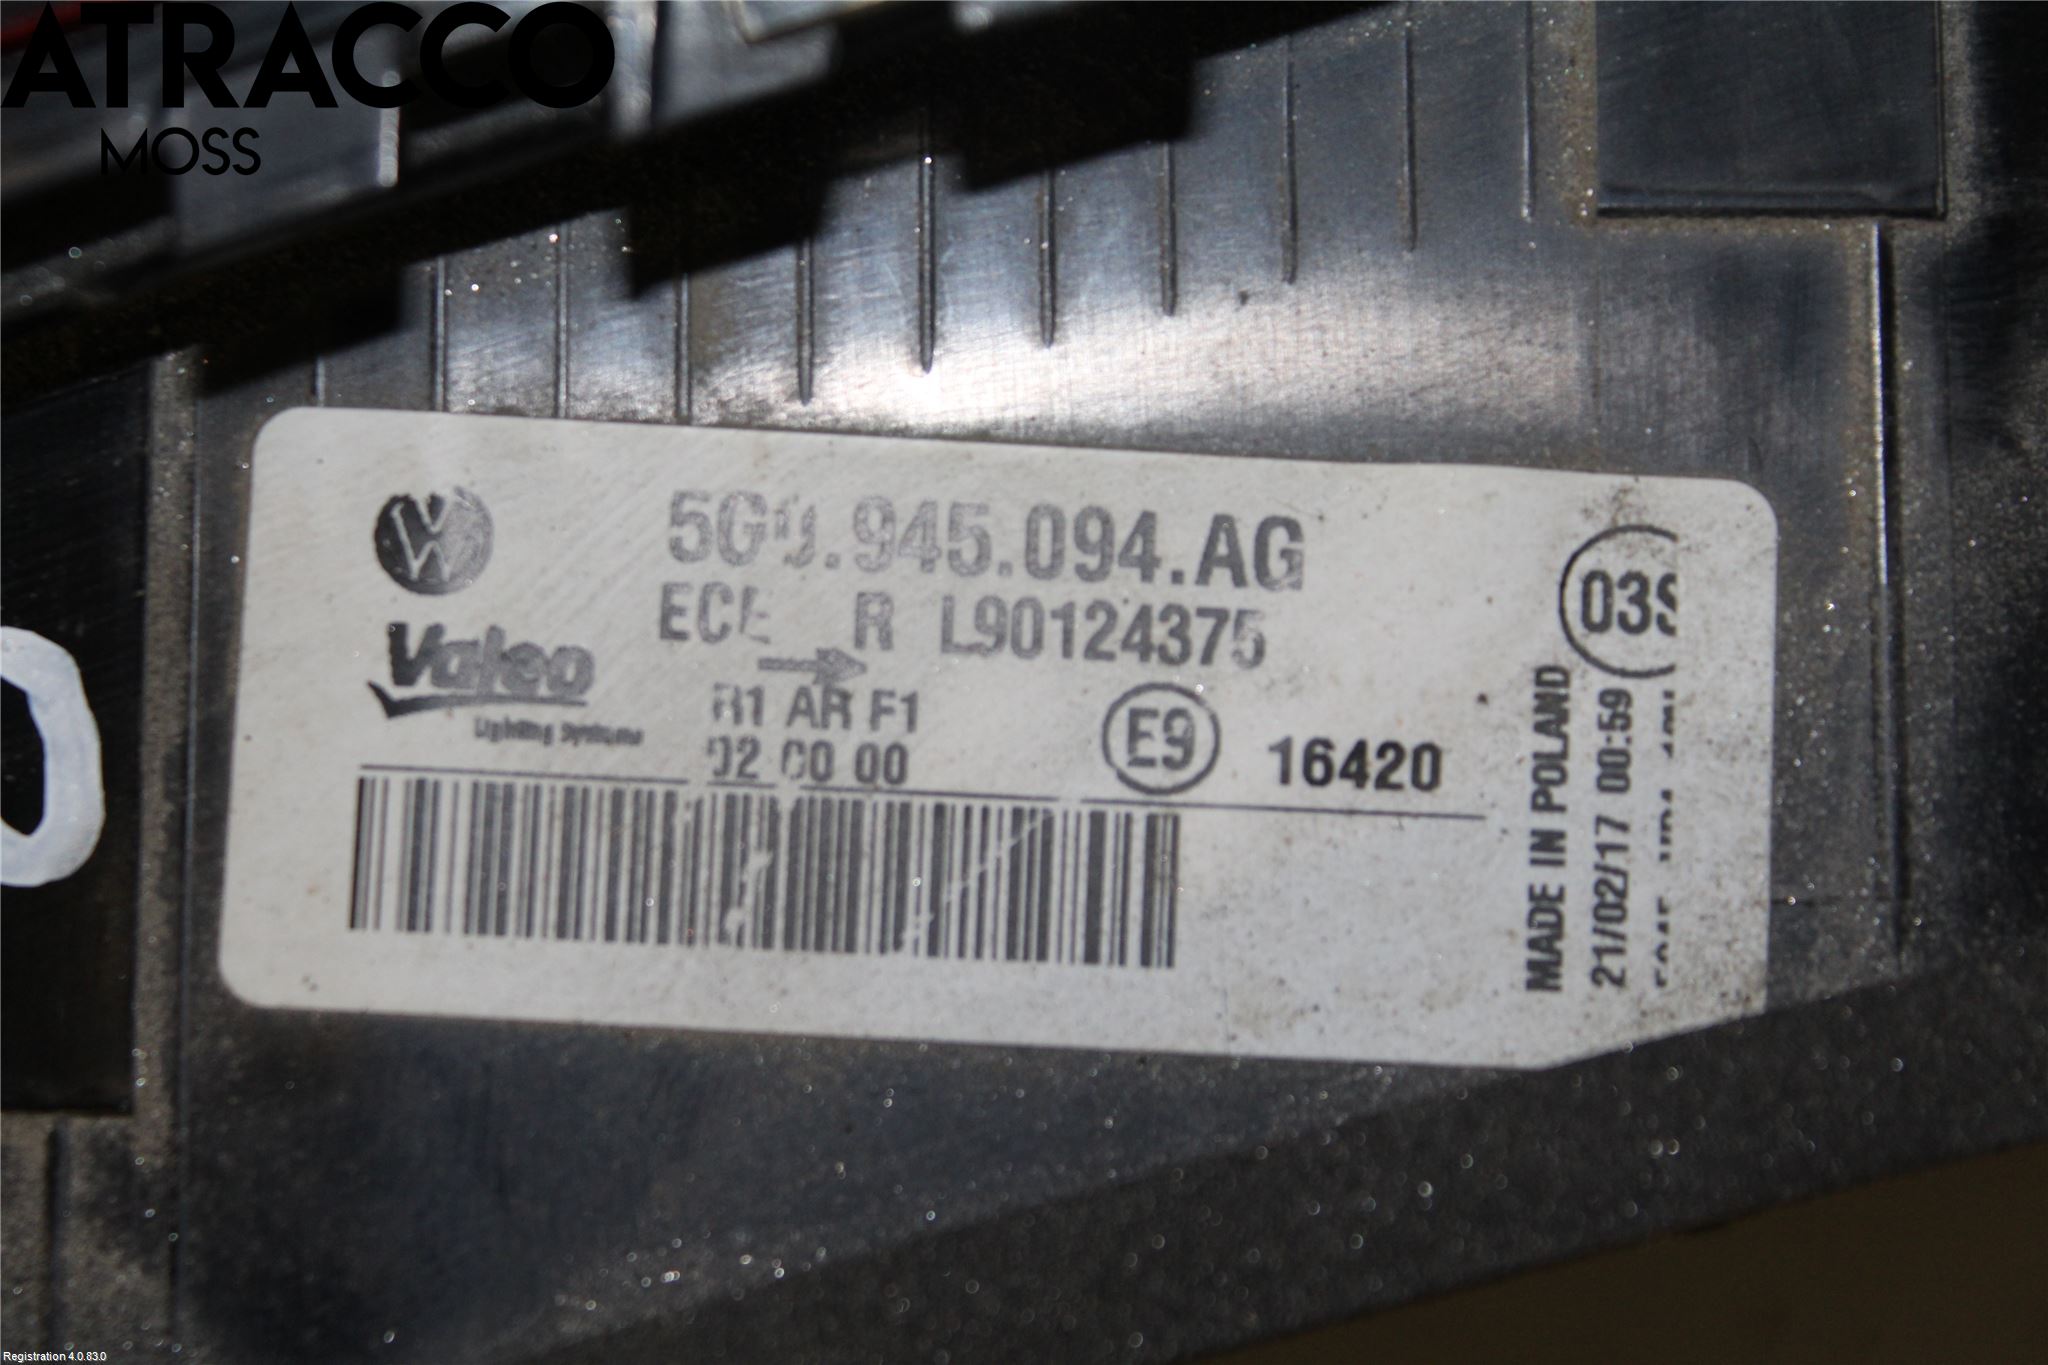 ATRACCO
MOSS
5G9.945.094.AG
ECE R L90124375
Valeo
Lighting Systems
R1 AR F1
02 00 00
E9
16420
03S
MADE IN POLAND
21/02/17 00:59
Registration 4.0.83.0